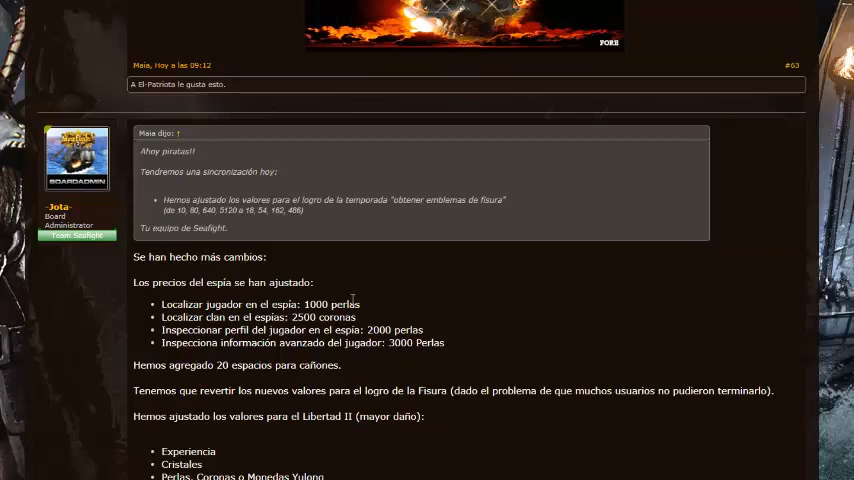 FORE
Maia, Hoy a las 09:12
#63
A El-Patriota le gusta esto.
Maia dijo: ↑
Ahoy piratas!!
Tendremos una sincronización hoy:
• Hemos ajustado los valores para el logro de la temporada "obtener emblemas de fisura"
(de 10, 80, 640, 5120 a 18, 54, 162, 486)
Tu equipo de Seafight.
BOARDADMIN
-Jota-
Board
Administrator
Team Seafight
Se han hecho más cambios:
Los precios del espía se han ajustado:
• Localizar jugador en el espía: 1000 perlas
• Localizar clan en el espías: 2500 coronas
• Inspeccionar perfil del jugador en el espía: 2000 perlas
• Inspecciona información avanzado del jugador: 3000 Perlas
Hemos agregado 20 espacios para cañones.
Tenemos que revertir los nuevos valores para el logro de la Fisura (dado el problema de que muchos usuarios no pudieron terminarlo).
Hemos ajustado los valores para el Libertad II (mayor daño):
• Experiencia
• Cristales
• Perlas, Coronas o Monedas Yulong